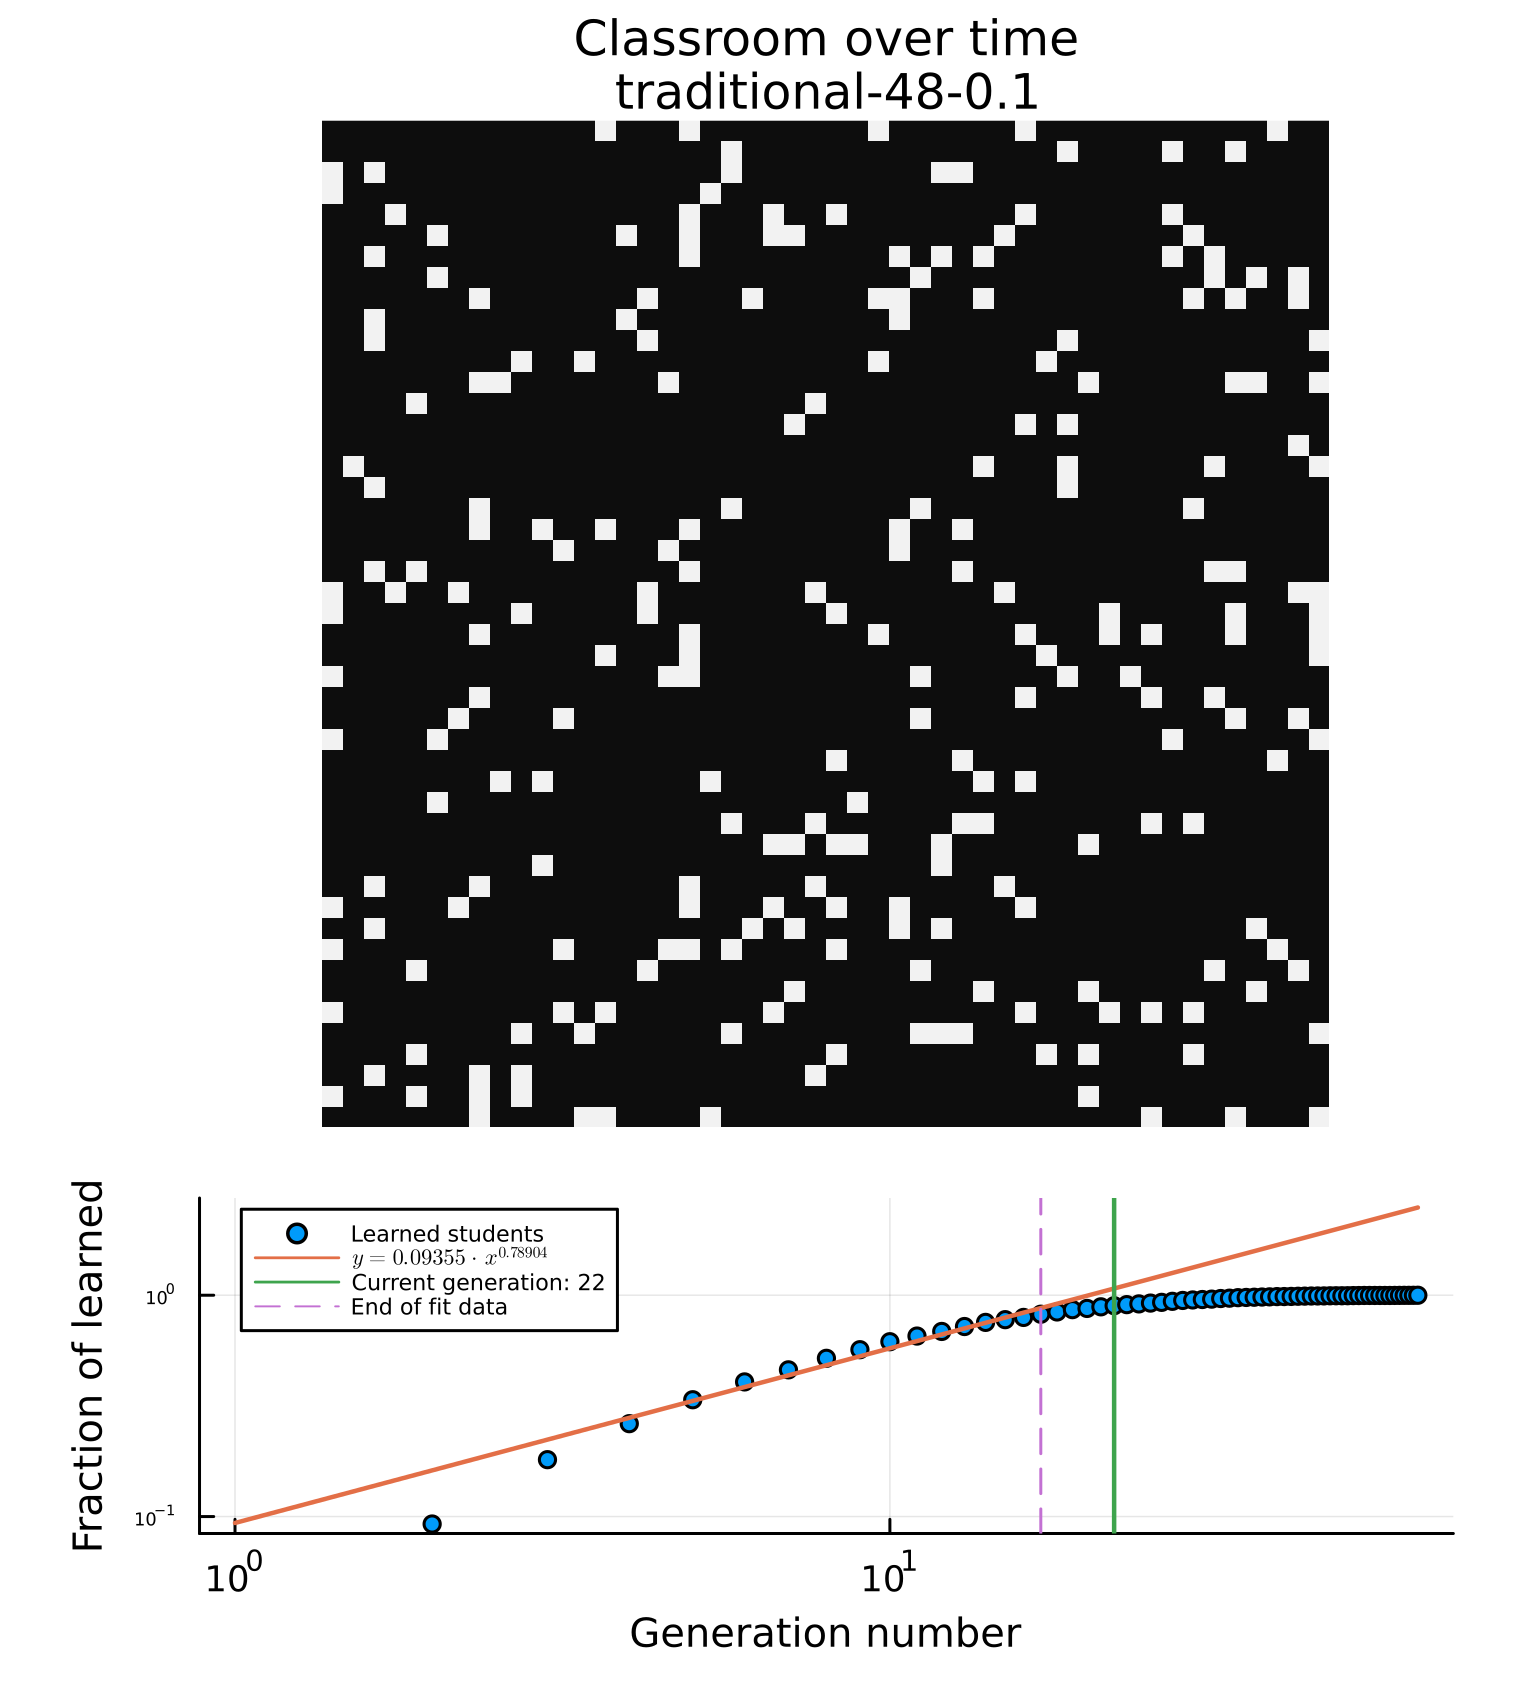 Classroom over time
traditional-48-0.1
Fraction of learned
Learned students
y = 0.09355 · x^0.78904
Current generation: 22
End of fit data
10^0
10^−1
10^0
10^1
Generation number